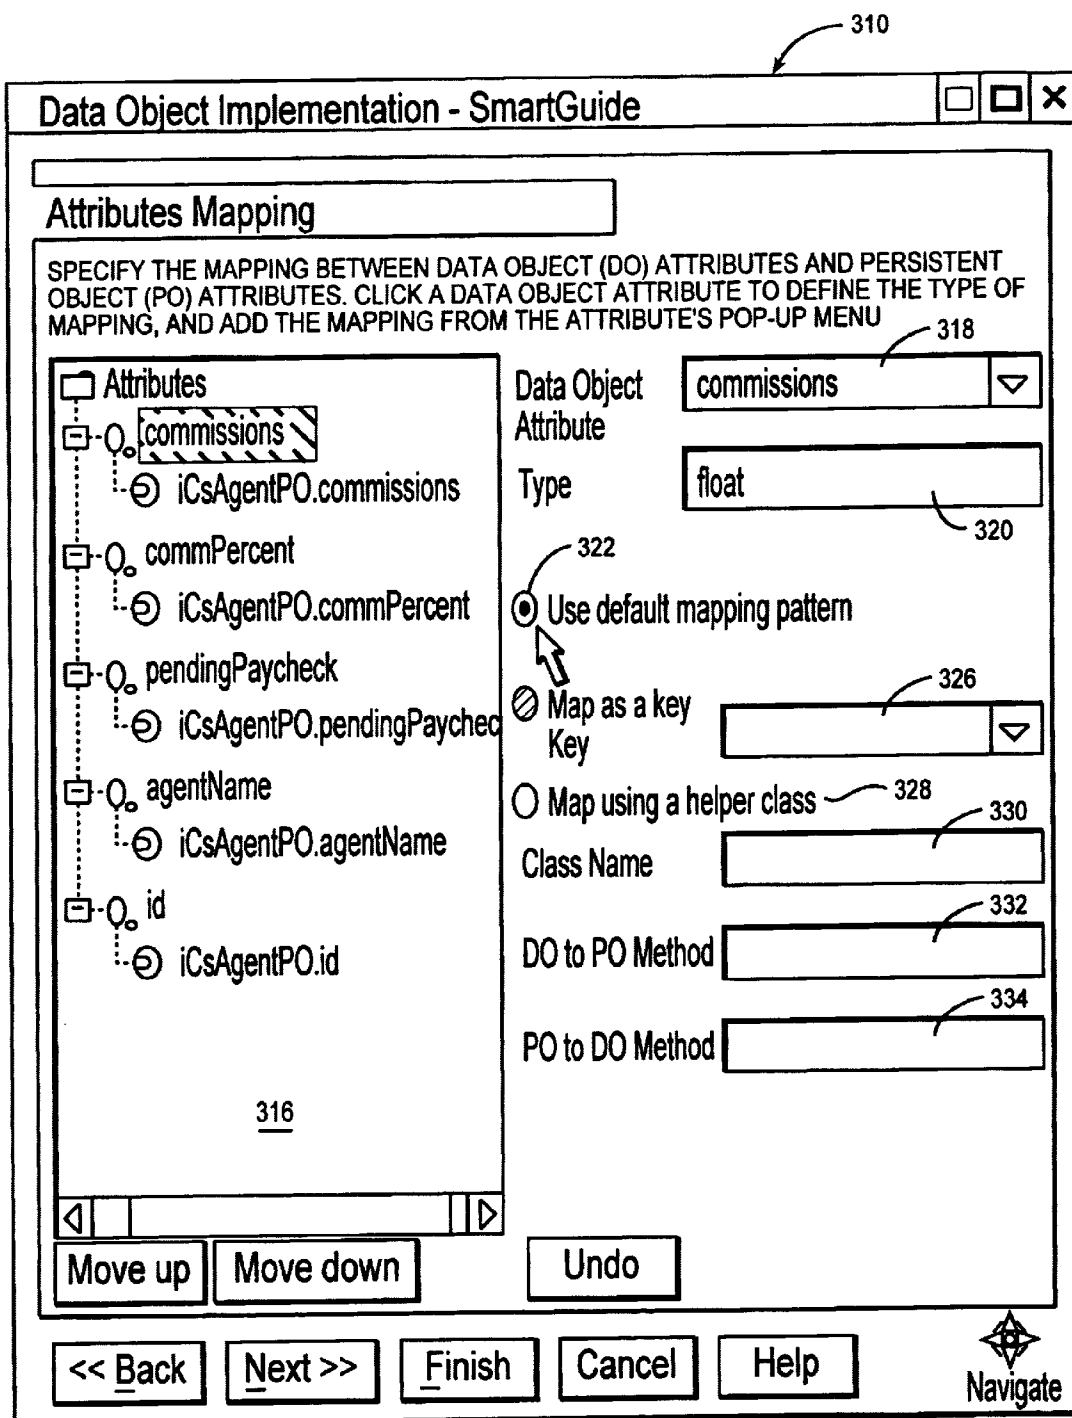 310
Data Object Implementation - SmartGuide
Attributes Mapping
SPECIFY THE MAPPING BETWEEN DATA OBJECT (DO) ATTRIBUTES AND PERSISTENT
OBJECT (PO) ATTRIBUTES. CLICK A DATA OBJECT ATTRIBUTE TO DEFINE THE TYPE OF
MAPPING, AND ADD THE MAPPING FROM THE ATTRIBUTE'S POP-UP MENU
Attributes
commissions
iCsAgentPO.commissions
commPercent
iCsAgentPO.commPercent
pendingPaycheck
iCsAgentPO.pendingPaychec
agentName
iCsAgentPO.agentName
id
iCsAgentPO.id
316
Move up
Move down
318
Data Object
Attribute
commissions
Type
float
320
322
Use default mapping pattern
326
Map as a key
Key
Map using a helper class
328
330
Class Name
332
DO to PO Method
334
PO to DO Method
Undo
<< Back
Next >>
Finish
Cancel
Help
Navigate